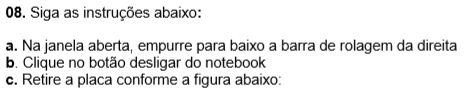 08. Siga as instruções abaixo:
a. Na janela aberta, empurre para baixo a barra de rolagem da direita
b. Clique no botão desligar do notebook
c. Retire a placa conforme a figura abaixo: